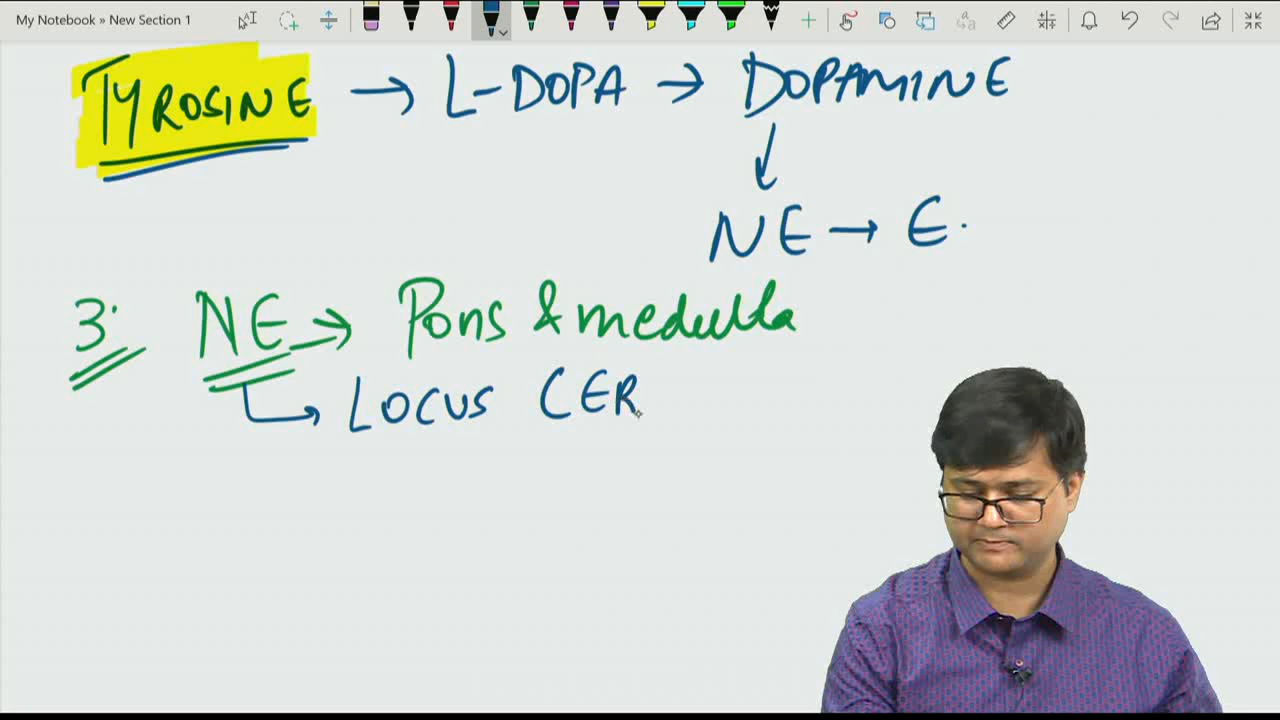 My Notebook » New Section 1
TYROSINE → L-DOPA → DOPAMINE
↓
NE → E.
3. NE → Pons & medulla
↳ LOCUS CER